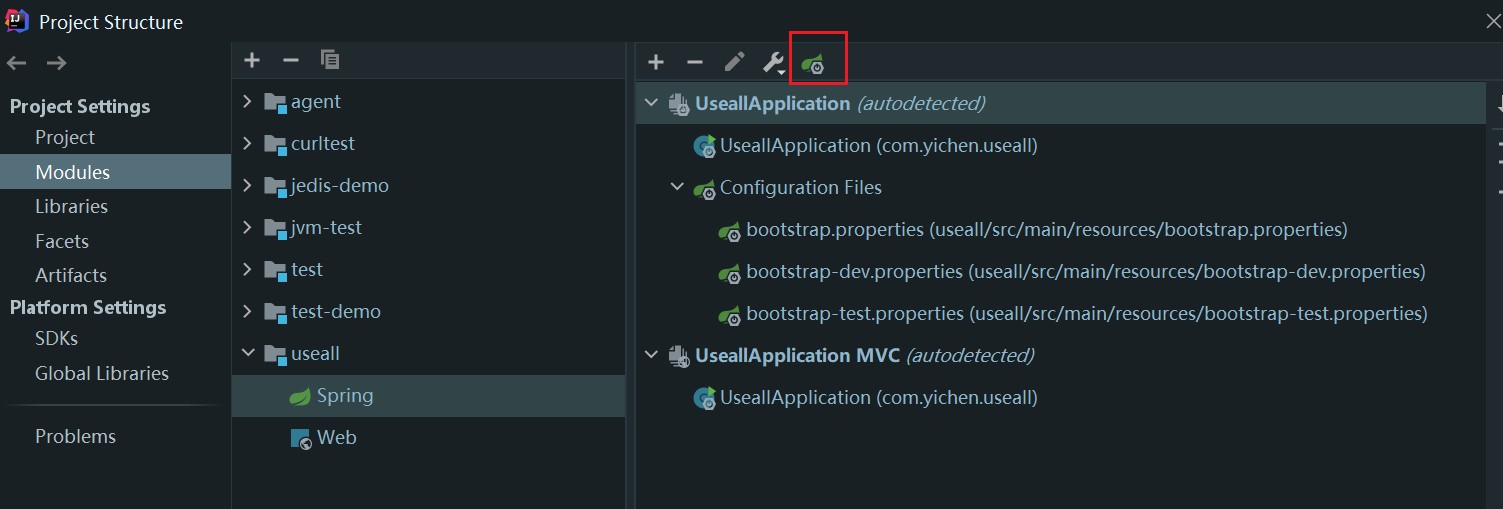 Project Structure
Project Settings
Project
Modules
Libraries
Facets
Artifacts
Platform Settings
SDKs
Global Libraries
Problems
agent
curltest
jedis-demo
jvm-test
test
test-demo
useall
Spring
Web
UseallApplication (autodetected)
UseallApplication (com.yichen.useall)
Configuration Files
bootstrap.properties (useall/src/main/resources/bootstrap.properties)
bootstrap-dev.properties (useall/src/main/resources/bootstrap-dev.properties)
bootstrap-test.properties (useall/src/main/resources/bootstrap-test.properties)
UseallApplication MVC (autodetected)
UseallApplication (com.yichen.useall)